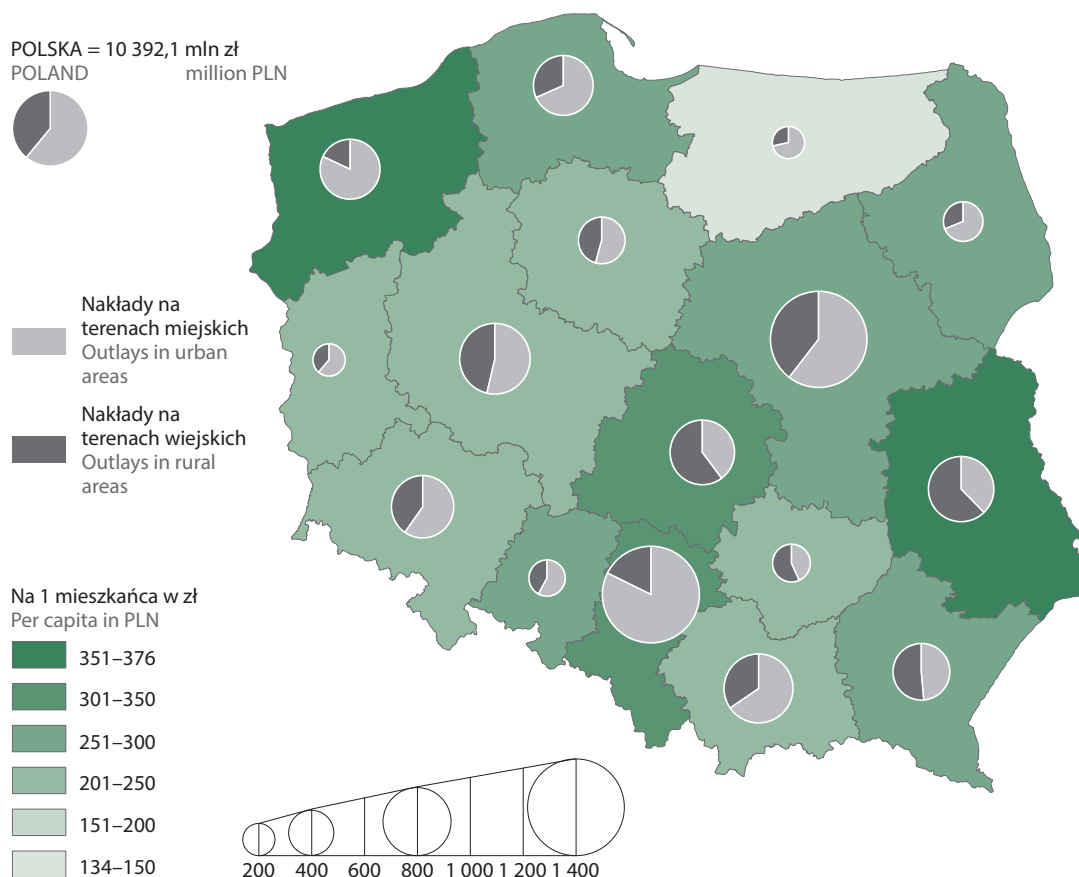 POLSKA = 10 392,1 mln zł
POLAND million PLN
Nakłady na
terenach miejskich
Outlays in urban
areas
Nakłady na
terenach wiejskich
Outlays in rural
areas
Na 1 mieszkańca w zł
Per capita in PLN
351–376
301–350
251–300
201–250
151–200
134–150
200 400 600 800 1 000 1 200 1 400